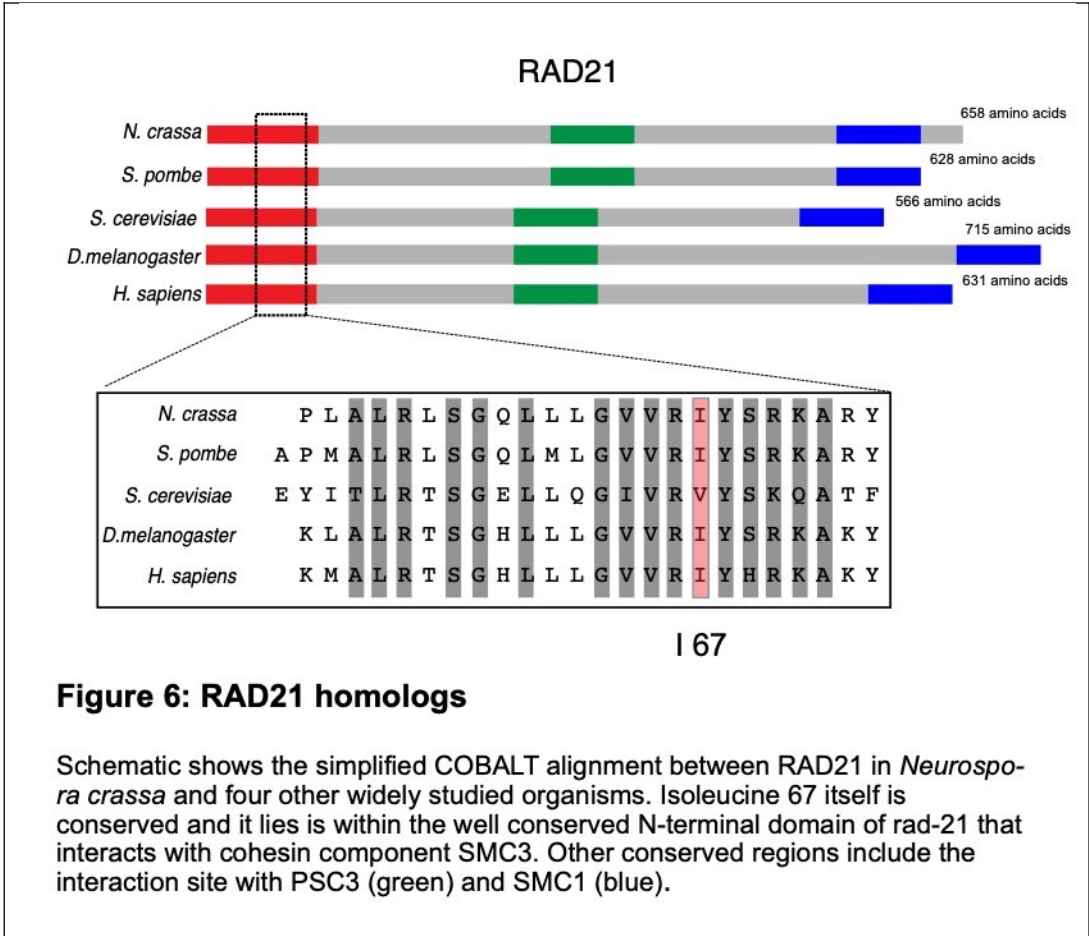 RAD21
N. crassa
658 amino acids
S. pombe
628 amino acids
S. cerevisiae
566 amino acids
D.melanogaster
715 amino acids
H. sapiens
631 amino acids
N. crassa P L A L R L S G Q L L L G V V R I Y S R K A R Y
S. pombe A P M A L R L S G Q L M L G V V R I Y S R K A R Y
S. cerevisiae E Y I T L R T S G E L L Q G I V R V Y S K Q A T F
D.melanogaster K L A L R T S G H L L L G V V R I Y S R K A K Y
H. sapiens K M A L R T S G H L L L G V V R I Y H R K A K Y
I 67
Figure 6: RAD21 homologs
Schematic shows the simplified COBALT alignment between RAD21 in Neurospo-
ra crassa and four other widely studied organisms. Isoleucine 67 itself is
conserved and it lies is within the well conserved N-terminal domain of rad-21 that
interacts with cohesin component SMC3. Other conserved regions include the
interaction site with PSC3 (green) and SMC1 (blue).